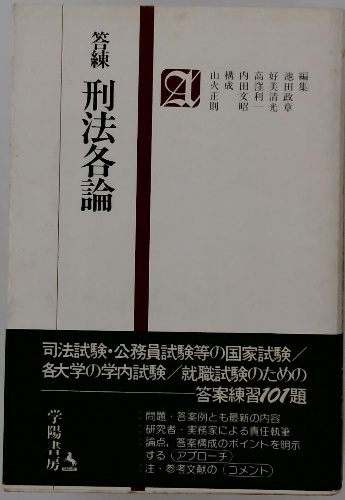 答練
刑法各論
A
編集
池田政章
好美清光
高窪利一
内田文昭
構成
山火正則
司法試験・公務員試験等の国家試験/
各大学の学内試験/就職試験のための
答案練習101題
問題・答案例とも最新の内容
研究者・実務家による責任執筆
論点、答案構成のポイントを明示
する アプローチ
注・参考文献の コメント
学陽書房